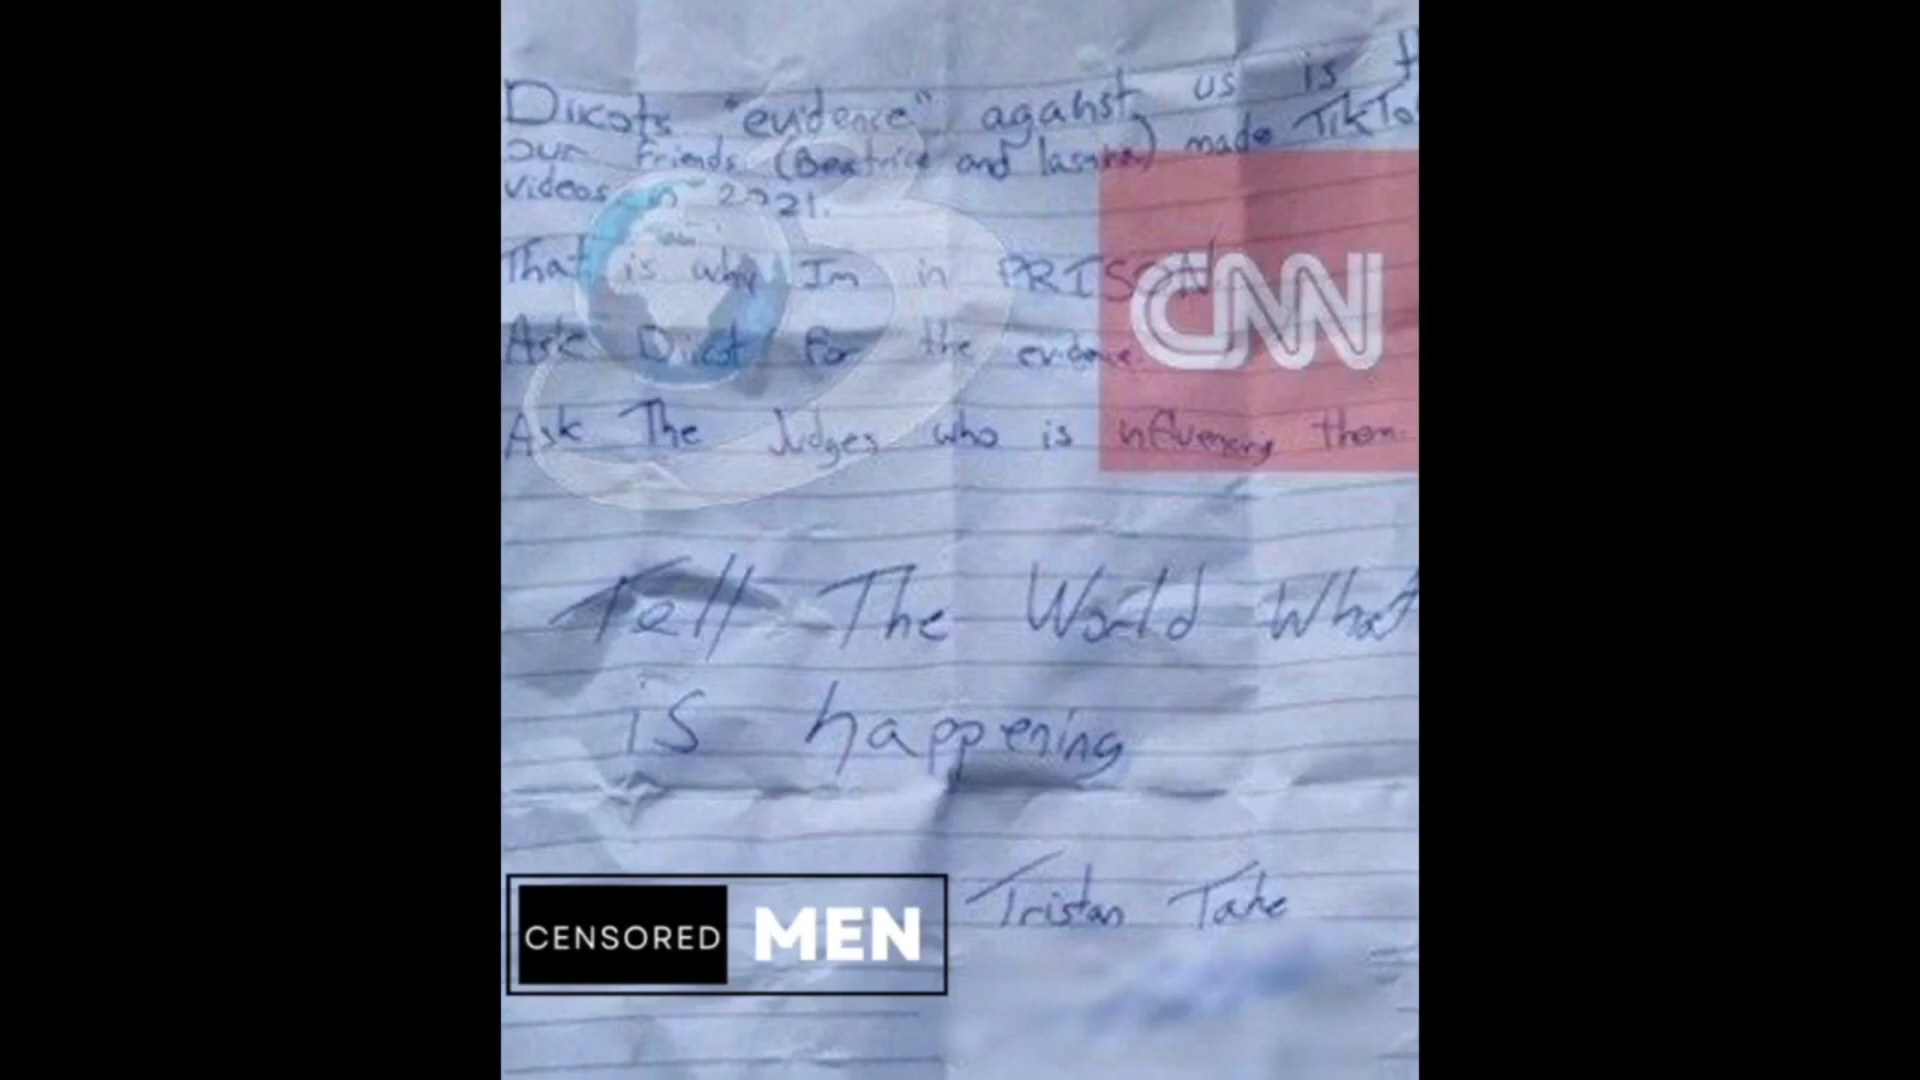 Diicots "evidence" against us is
our friends (Beatrice and Iasmina) made TikTo
videos in 2021.
That is why Im in PRISON
CNN
Ask Diicot for the evidence
Ask The Judges who is influencing them.
Tell The World What
is happening
CENSORED MEN
Tristan Tate